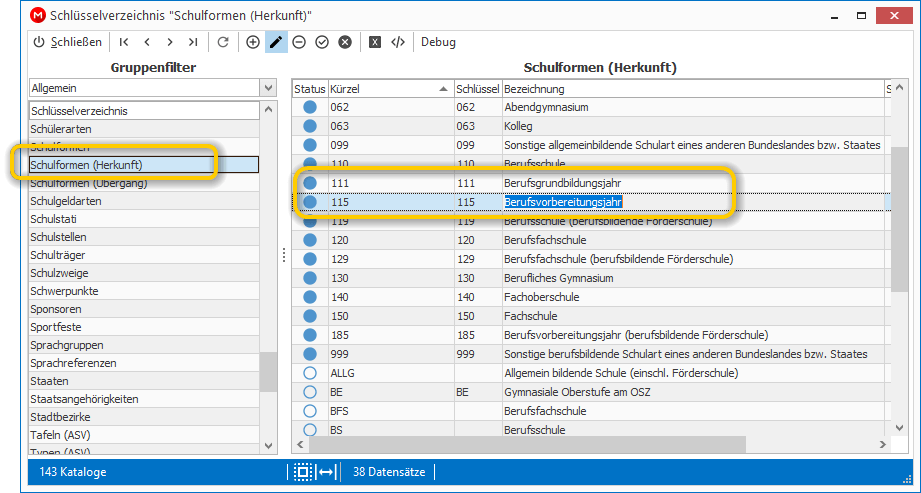 Schlüsselverzeichnis "Schulformen (Herkunft)"
Schließen
Debug
Gruppenfilter
Allgemein
Schlüsselverzeichnis
Schülerarten
Schulformen
Schulformen (Herkunft)
Schulformen (Übergang)
Schulgeldarten
Schulstati
Schulstellen
Schulträger
Schulzweige
Schwerpunkte
Sponsoren
Sportfeste
Sprachgruppen
Sprachreferenzen
Staaten
Staatsangehörigkeiten
Stadtbezirke
Tafeln (ASV)
Typen (ASV)
Schulformen (Herkunft)
Status Kürzel Schlüssel Bezeichnung S
062 062 Abendgymnasium
063 063 Kolleg
099 099 Sonstige allgemeinbildende Schulart eines anderen Bundeslandes bzw. Staates
110 110 Berufsschule
111 111 Berufsgrundbildungsjahr
115 115 Berufsvorbereitungsjahr
119 119 Berufsschule (berufsbildende Förderschule)
120 120 Berufsfachschule
129 129 Berufsfachschule (berufsbildende Förderschule)
130 130 Berufliches Gymnasium
140 140 Fachoberschule
150 150 Fachschule
185 185 Berufsvorbereitungsjahr (berufsbildende Förderschule)
999 999 Sonstige berufsbildende Schulart eines anderen Bundeslandes bzw. Staates
ALLG Allgemein bildende Schule (einschl. Förderschule)
BE BE Gymnasiale Oberstufe am OSZ
BFS Berufsfachschule
BS Berufsschule
143 Kataloge
38 Datensätze